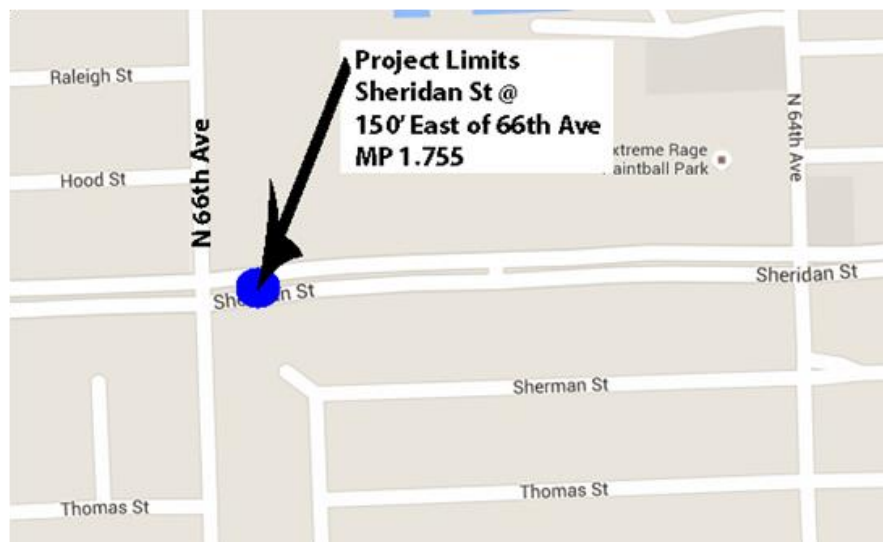 Project Limits
Sheridan St @
150' East of 66th Ave
MP 1.755
Raleigh St
N 66th Ave
N 64th Ave
xtreme Rage
aintball Park
Hood St
Sheridan St
Sherman St
Thomas St
Thomas St